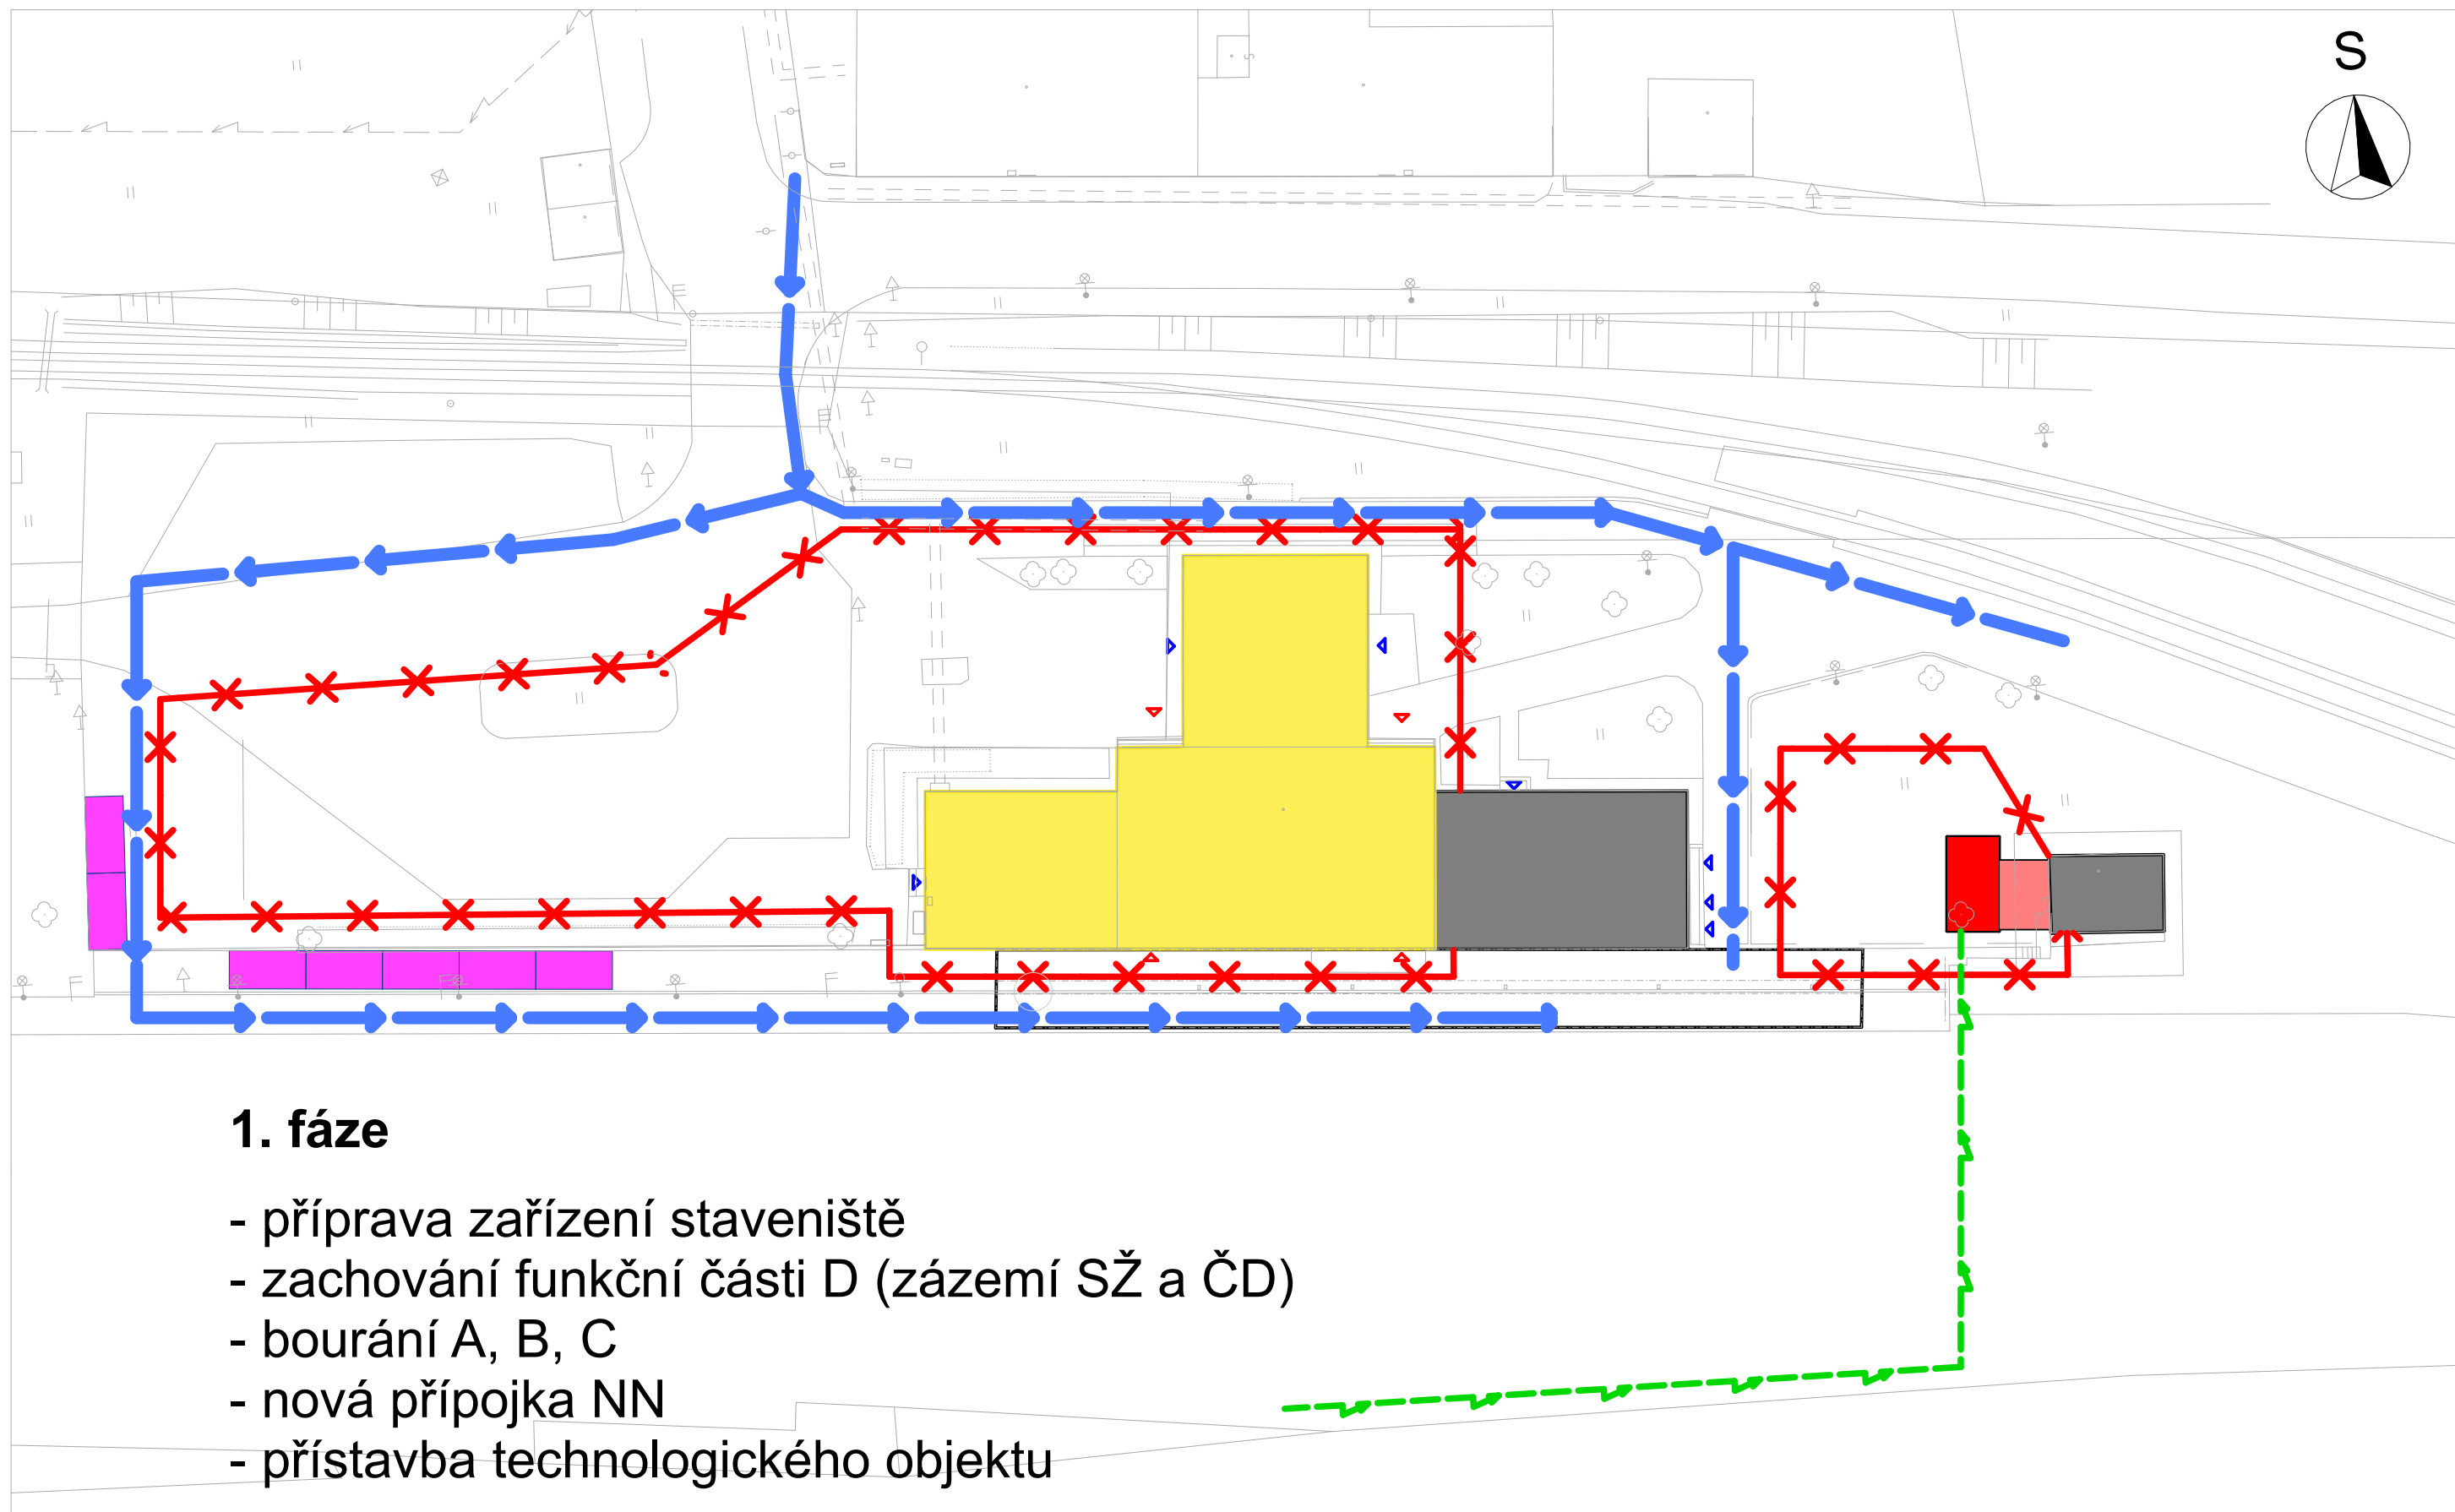 S
1. fáze
- příprava zařízení staveniště
- zachování funkční části D (zázemí SŽ a ČD)
- bourání A, B, C
- nová přípojka NN
- přístavba technologického objektu